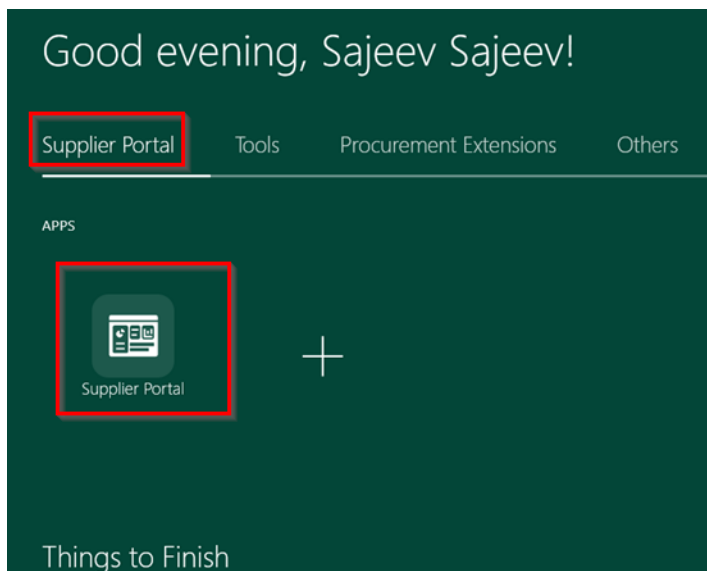 Good evening, Sajeev Sajeev!
Supplier Portal Tools Procurement Extensions Others
APPS
Supplier Portal
Things to Finish